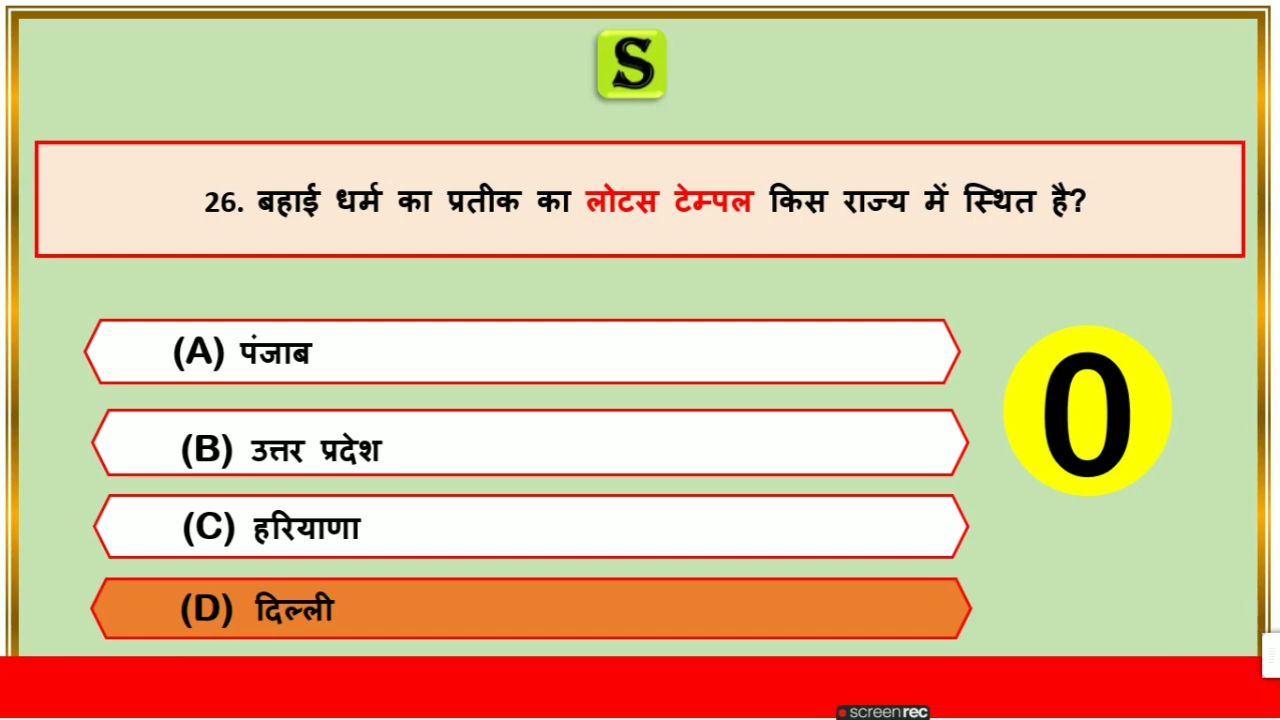 S
26. बहाई धर्म का प्रतीक का लोटस टेम्पल किस राज्य में स्थित है?
(A) पंजाब
(B) उत्तर प्रदेश
(C) हरियाणा
(D) दिल्ली
0
screenrec